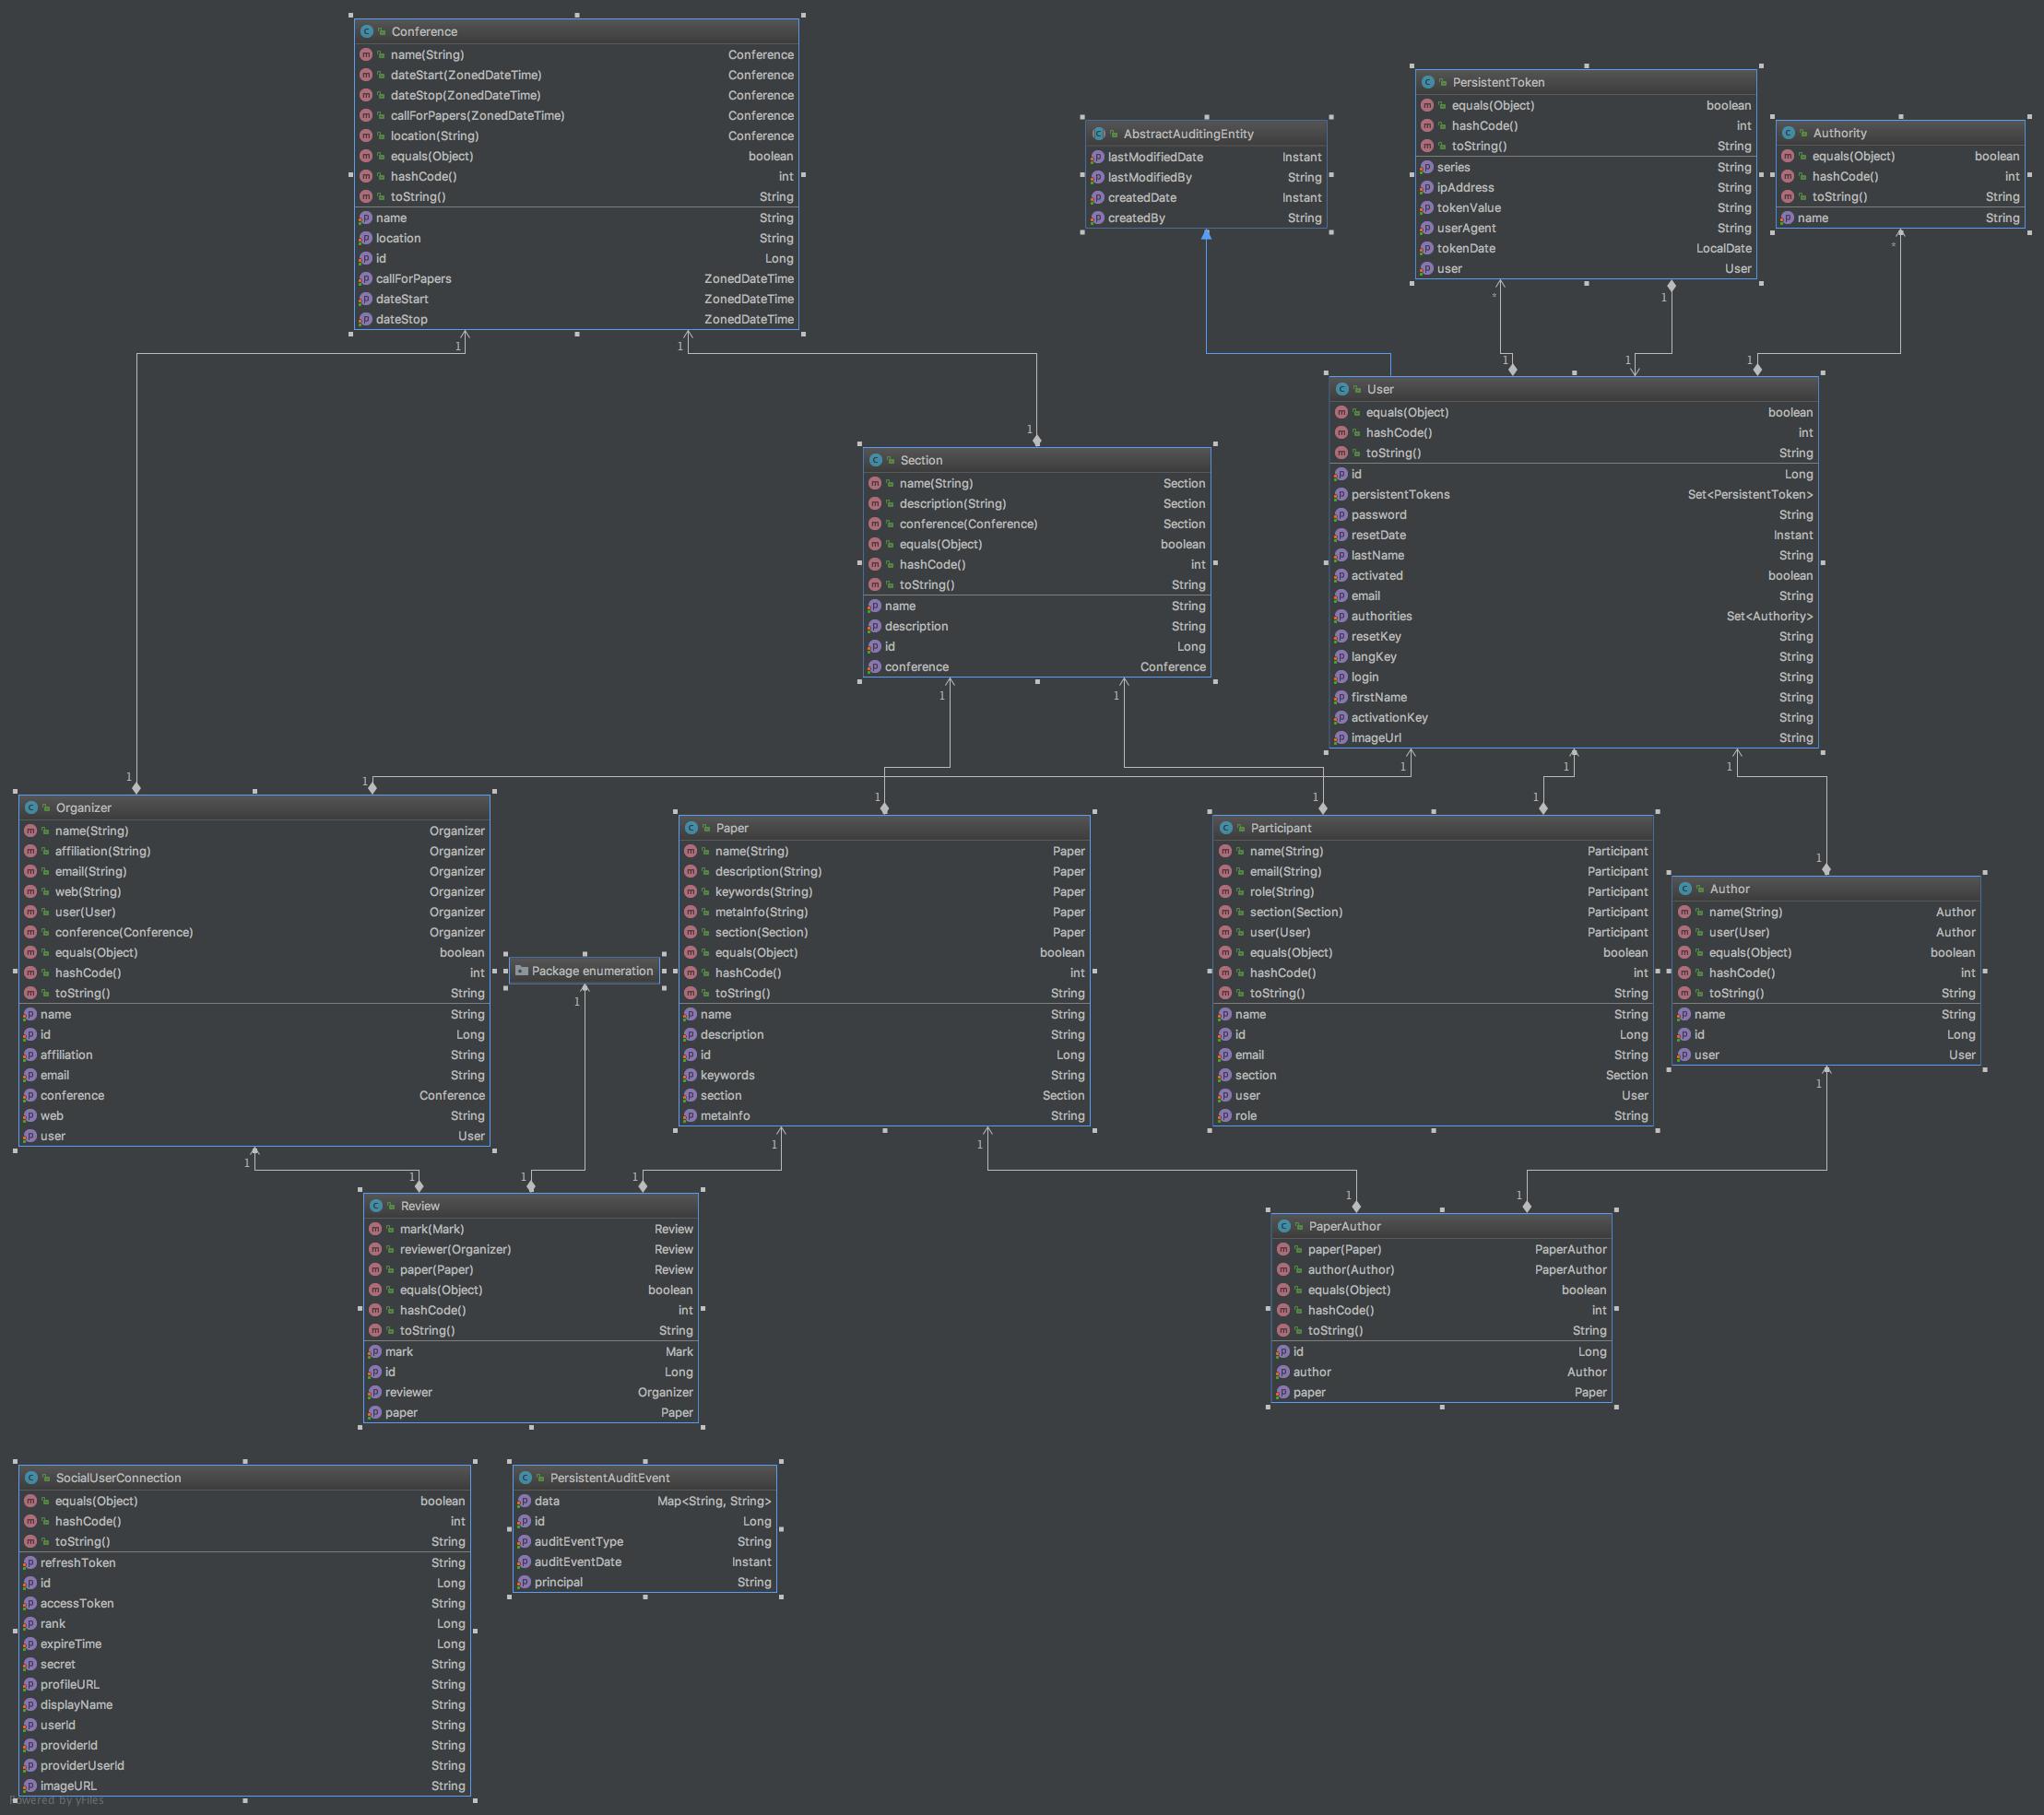 Conference
name(String) Conference
dateStart(ZonedDateTime) Conference
dateStop(ZonedDateTime) Conference
callForPapers(ZonedDateTime) Conference
location(String) Conference
equals(Object) boolean
hashCode() int
toString() String
name String
location String
id Long
callForPapers ZonedDateTime
dateStart ZonedDateTime
dateStop ZonedDateTime
1
1
AbstractAuditingEntity
lastModifiedDate Instant
lastModifiedBy String
createdDate Instant
createdBy String
PersistentToken
equals(Object) boolean
hashCode() int
toString() String
series String
ipAddress String
tokenValue String
userAgent String
tokenDate LocalDate
user User
*
1
Authority
equals(Object) boolean
hashCode() int
toString() String
name String
*
1
1
1
User
equals(Object) boolean
hashCode() int
toString() String
id Long
persistentTokens Set<PersistentToken>
password String
resetDate Instant
lastName String
activated boolean
email String
authorities Set<Authority>
resetKey String
langKey String
login String
firstName String
activationKey String
imageUrl String
1
1
1
1
Section
name(String) Section
description(String) Section
conference(Conference) Section
equals(Object) boolean
hashCode() int
toString() String
name String
description String
id Long
conference Conference
1
1
1
1
Organizer
name(String) Organizer
affiliation(String) Organizer
email(String) Organizer
web(String) Organizer
user(User) Organizer
conference(Conference) Organizer
equals(Object) boolean
hashCode() int
toString() String
name String
id Long
affiliation String
email String
conference Conference
web String
user User
1
Package enumeration
1
1
Paper
name(String) Paper
description(String) Paper
keywords(String) Paper
metaInfo(String) Paper
section(Section) Paper
equals(Object) boolean
hashCode() int
toString() String
name String
description String
id Long
keywords String
section Section
metaInfo String
1
1
1
1
Participant
name(String) Participant
email(String) Participant
role(String) Participant
section(Section) Participant
user(User) Participant
equals(Object) boolean
hashCode() int
toString() String
name String
id Long
email String
section Section
user User
role String
1
Author
name(String) Author
user(User) Author
equals(Object) boolean
hashCode() int
toString() String
name String
id Long
user User
1
1
1
1
Review
mark(Mark) Review
reviewer(Organizer) Review
paper(Paper) Review
equals(Object) boolean
hashCode() int
toString() String
mark Mark
id Long
reviewer Organizer
paper Paper
1
1
PaperAuthor
paper(Paper) PaperAuthor
author(Author) PaperAuthor
equals(Object) boolean
hashCode() int
toString() String
id Long
author Author
paper Paper
SocialUserConnection
equals(Object) boolean
hashCode() int
toString() String
refreshToken String
id Long
accessToken String
rank Long
expireTime Long
secret String
profileURL String
displayName String
userId String
providerId String
providerUserId String
imageURL String
PersistentAuditEvent
data Map<String, String>
id Long
auditEventType String
auditEventDate Instant
principal String
Powered by yFiles